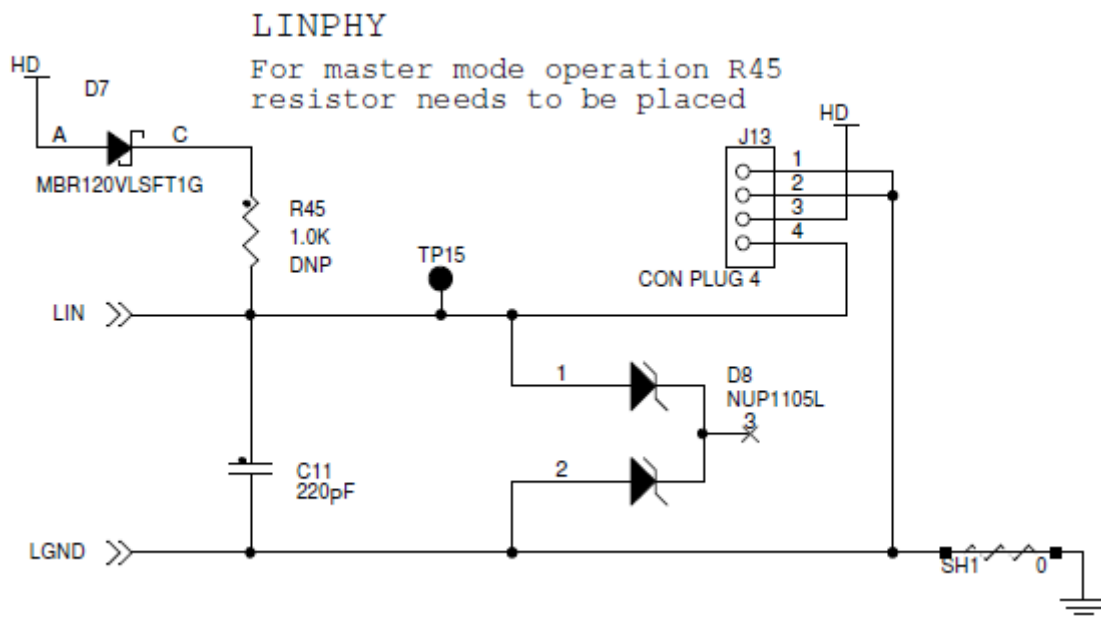 LINPHY
For master mode operation R45
resistor needs to be placed
HD
D7
A
C
MBR120VLSFT1G
R45
1.0K
DNP
TP15
HD
J13
1
2
3
4
CON PLUG 4
LIN
1
D8
NUP1105L
3
2
C11
220pF
LGND
SH1
0